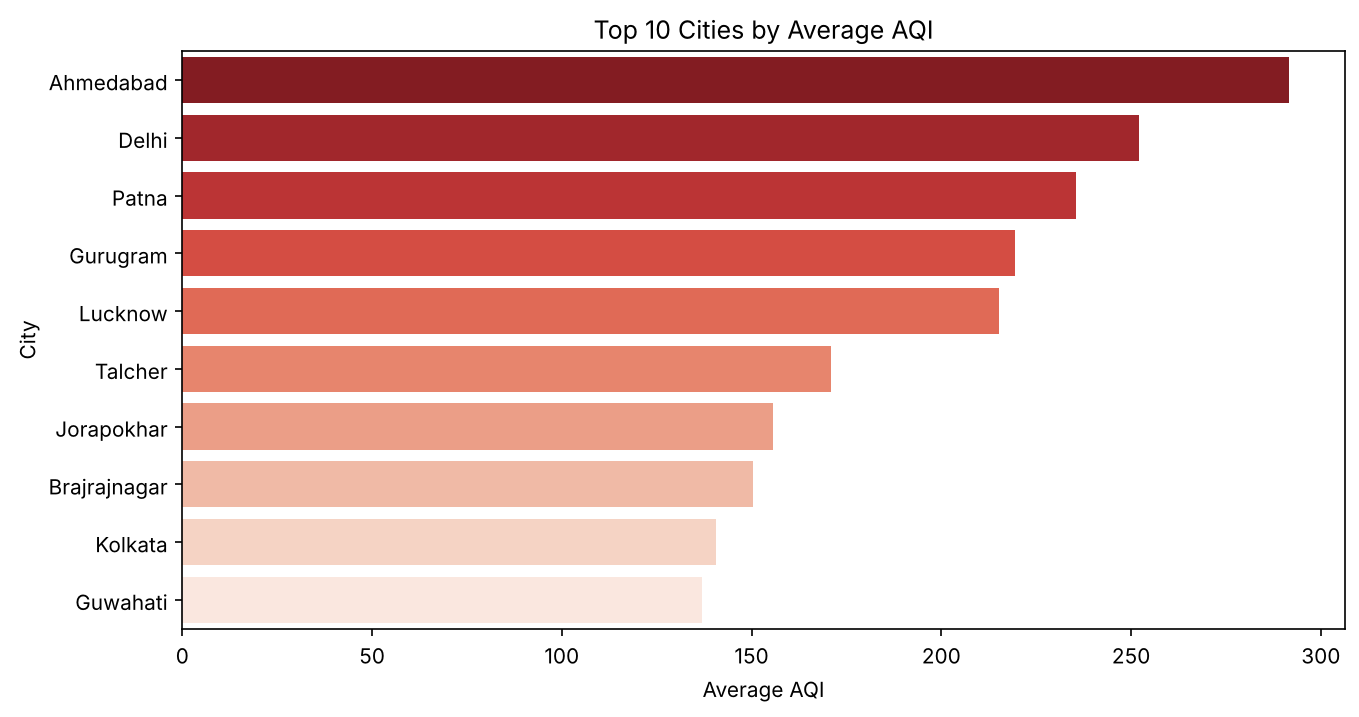 Top 10 Cities by Average AQI
City
Ahmedabad
Delhi
Patna
Gurugram
Lucknow
Talcher
Jorapokhar
Brajrajnagar
Kolkata
Guwahati
0 50 100 150 200 250 300
Average AQI